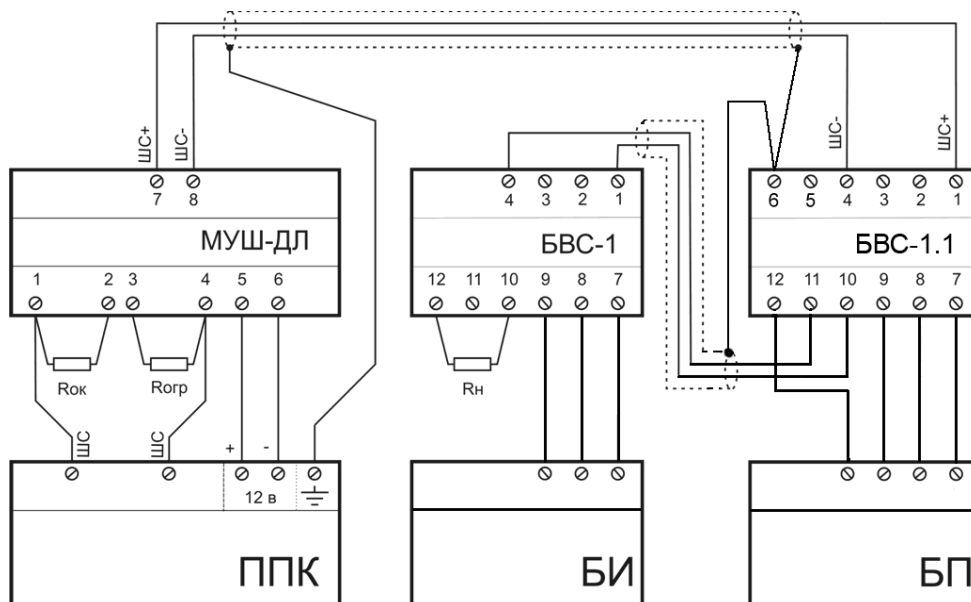 ШС+
ШС-
ШС-
ШС+
7 8
4 3 2 1
6 5 4 3 2 1
МУШ-ДЛ
БВС-1
БВС-1.1
1 2 3 4 5 6
12 11 10 9 8 7
12 11 10 9 8 7
Rок
Rогр
Rн
ШС
ШС
+
-
12 в
ППК
БИ
БП